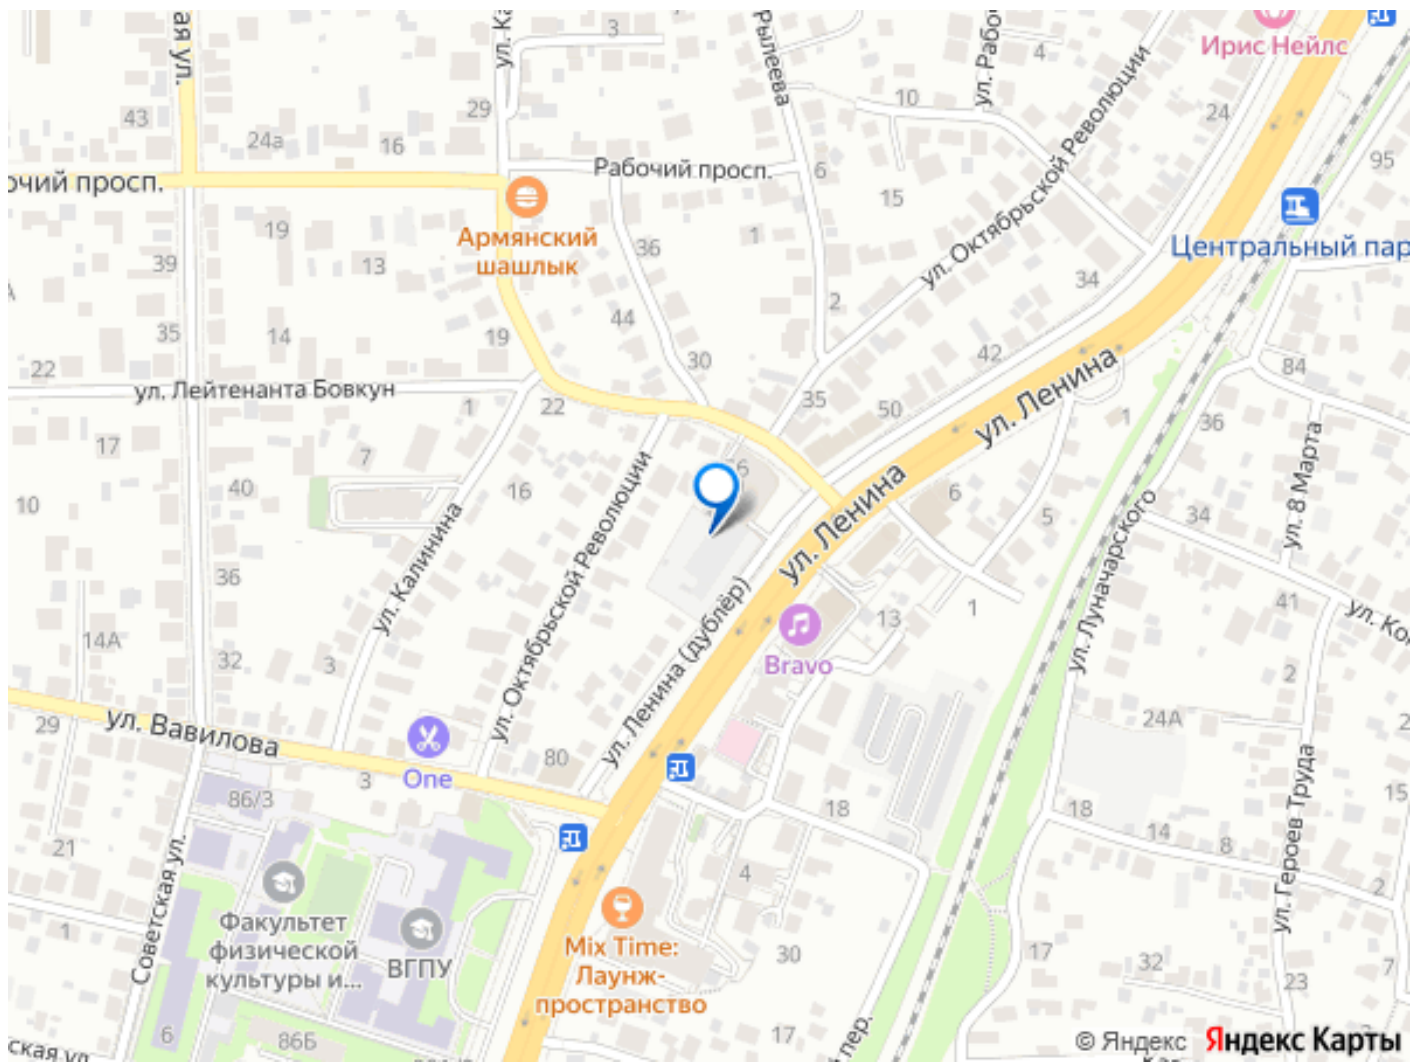 ая ул.
ул. Ка
3
Рылеева
ул. Рабо
4
Ирис Нейлс
43
24а
16
29
10
24
ул. Октябрьской Революции
95
очий просп.
Рабочий просп.
6
15
Армянский
шашлык
19
13
39
36
1
34
Центральный пар
35
14
19
44
2
42
22
ул. Лейтенанта Бовкун
1
22
30
35
50
ул. Ленина
84
1
36
17
7
40
10
16
6
5
34
ул. 8 Марта
ул. Калинина
ул. Октябрьской Революции
ул. Ленина
ул. Луначарского
36
14А
32
3
13
1
41
ул. Ко
Bravo
ул. Ленина (дублёр)
2
29
ул. Вавилова
One
80
24А
3
86/3
18
18
14
8
2
15
ул. Героев Труда
21
Советская ул.
4
Факультет
физической
культуры и...
ВГПУ
Mix Time:
Лаунж-
пространство
30
17
32
23
7
1
6
86Б
17
пер.
ская ул.
© Яндекс Яндекс Карты